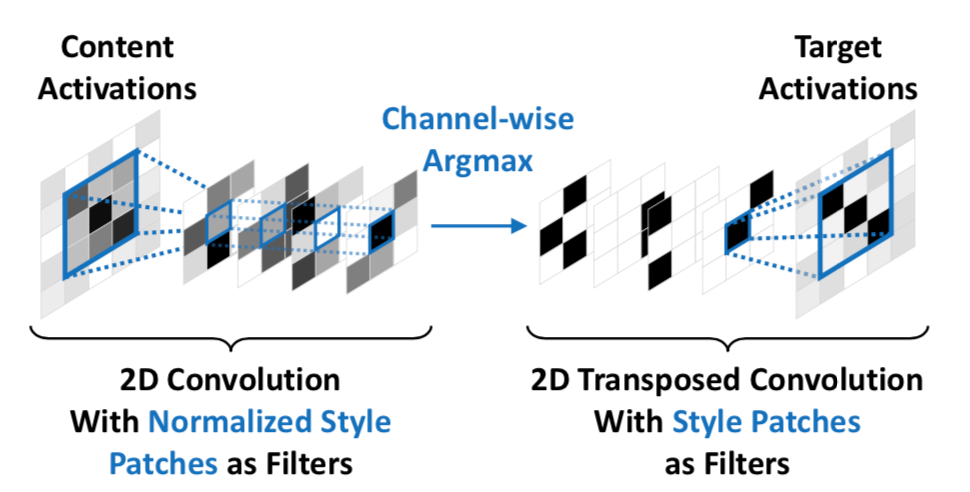 Content
Activations
Channel-wise
Argmax
Target
Activations
2D Convolution
With Normalized Style
Patches as Filters
2D Transposed Convolution
With Style Patches
as Filters